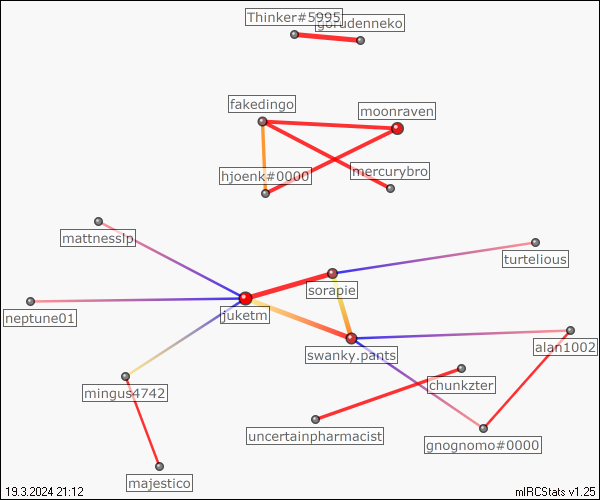 Thinker#5995
gorudenneko
fakedingo
moonraven
hjoenk#0000
mercurybro
mattnesslp
turtelious
sorapie
neptune01
juketm
alan1002
swanky.pants
chunkzter
mingus4742
uncertainpharmacist
gnognomo#0000
majestico
19.3.2024 21:12
mIRCStats v1.25